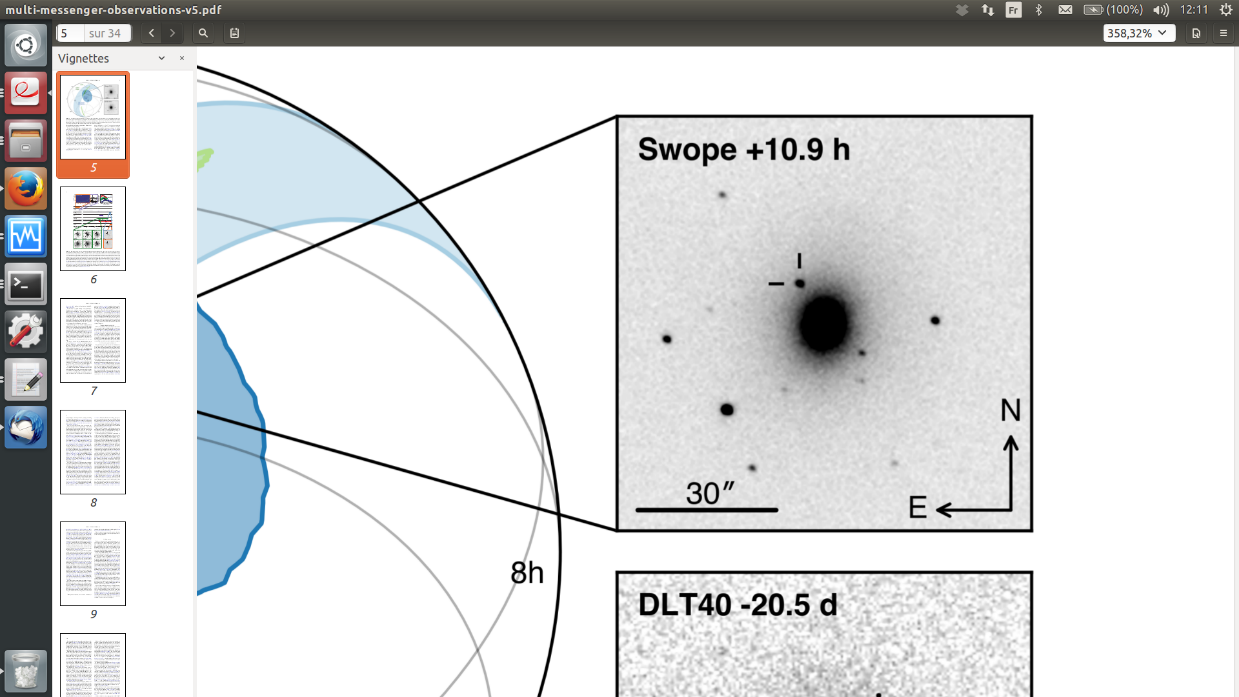 multi-messenger-observations-v5.pdf
Fr
(100%)
12:11
5
sur 34
358,32%
Vignettes
5
6
7
8
9
Swope +10.9 h
N
E
30″
8h
DLT40 -20.5 d